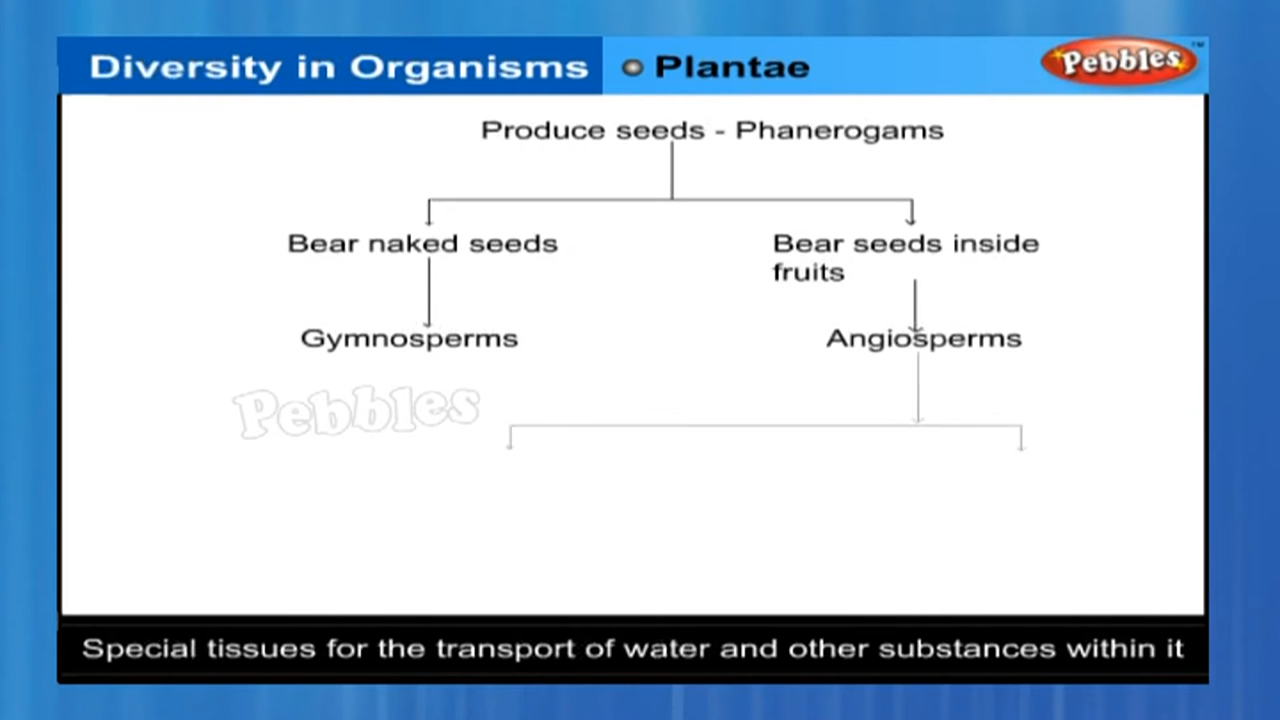 Diversity in Organisms
Plantae
Pebbles™
Produce seeds - Phanerogams
Bear naked seeds
Bear seeds inside
fruits
Gymnosperms
Angiosperms
Pebbles
Special tissues for the transport of water and other substances within it